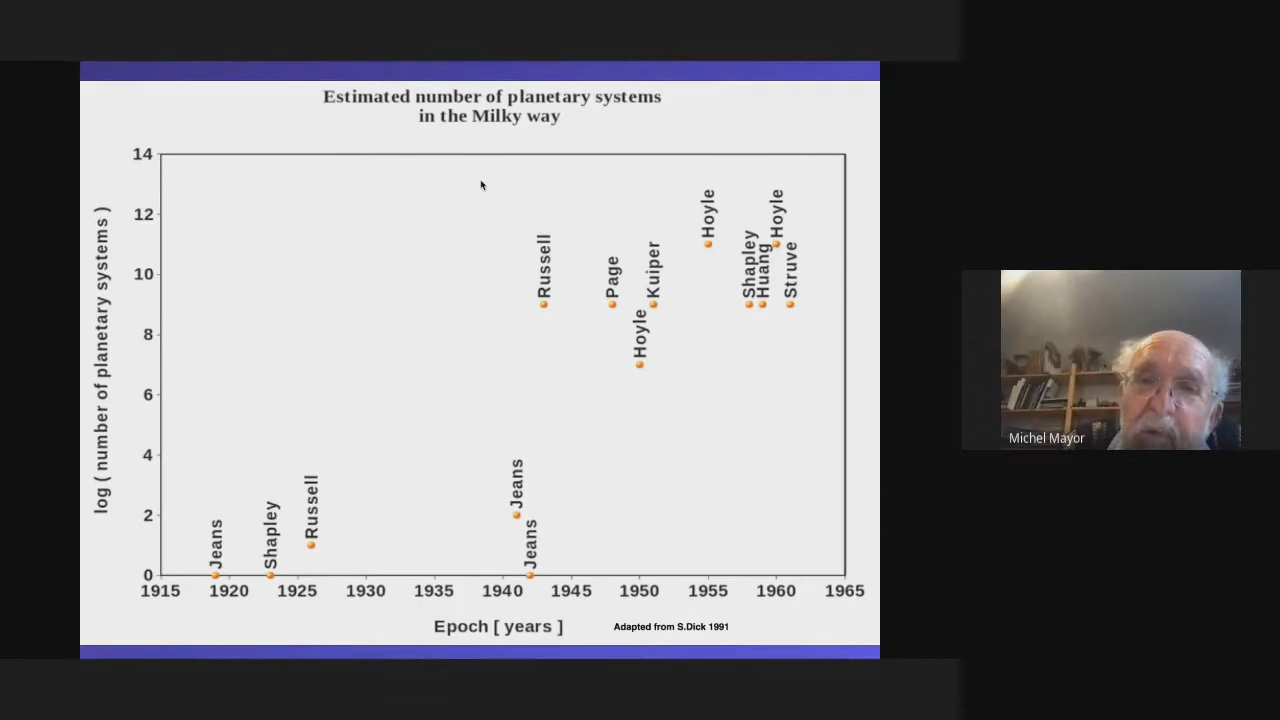 Estimated number of planetary systems
in the Milky way
log ( number of planetary systems )
14
12
10
8
6
4
2
0
Jeans
Shapley
Russell
Jeans
Jeans
Russell
Page
Hoyle
Kuiper
Hoyle
Shapley
Huang
Hoyle
Struve
1915 1920 1925 1930 1935 1940 1945 1950 1955 1960 1965
Epoch [ years ]
Adapted from S.Dick 1991
Michel Mayor